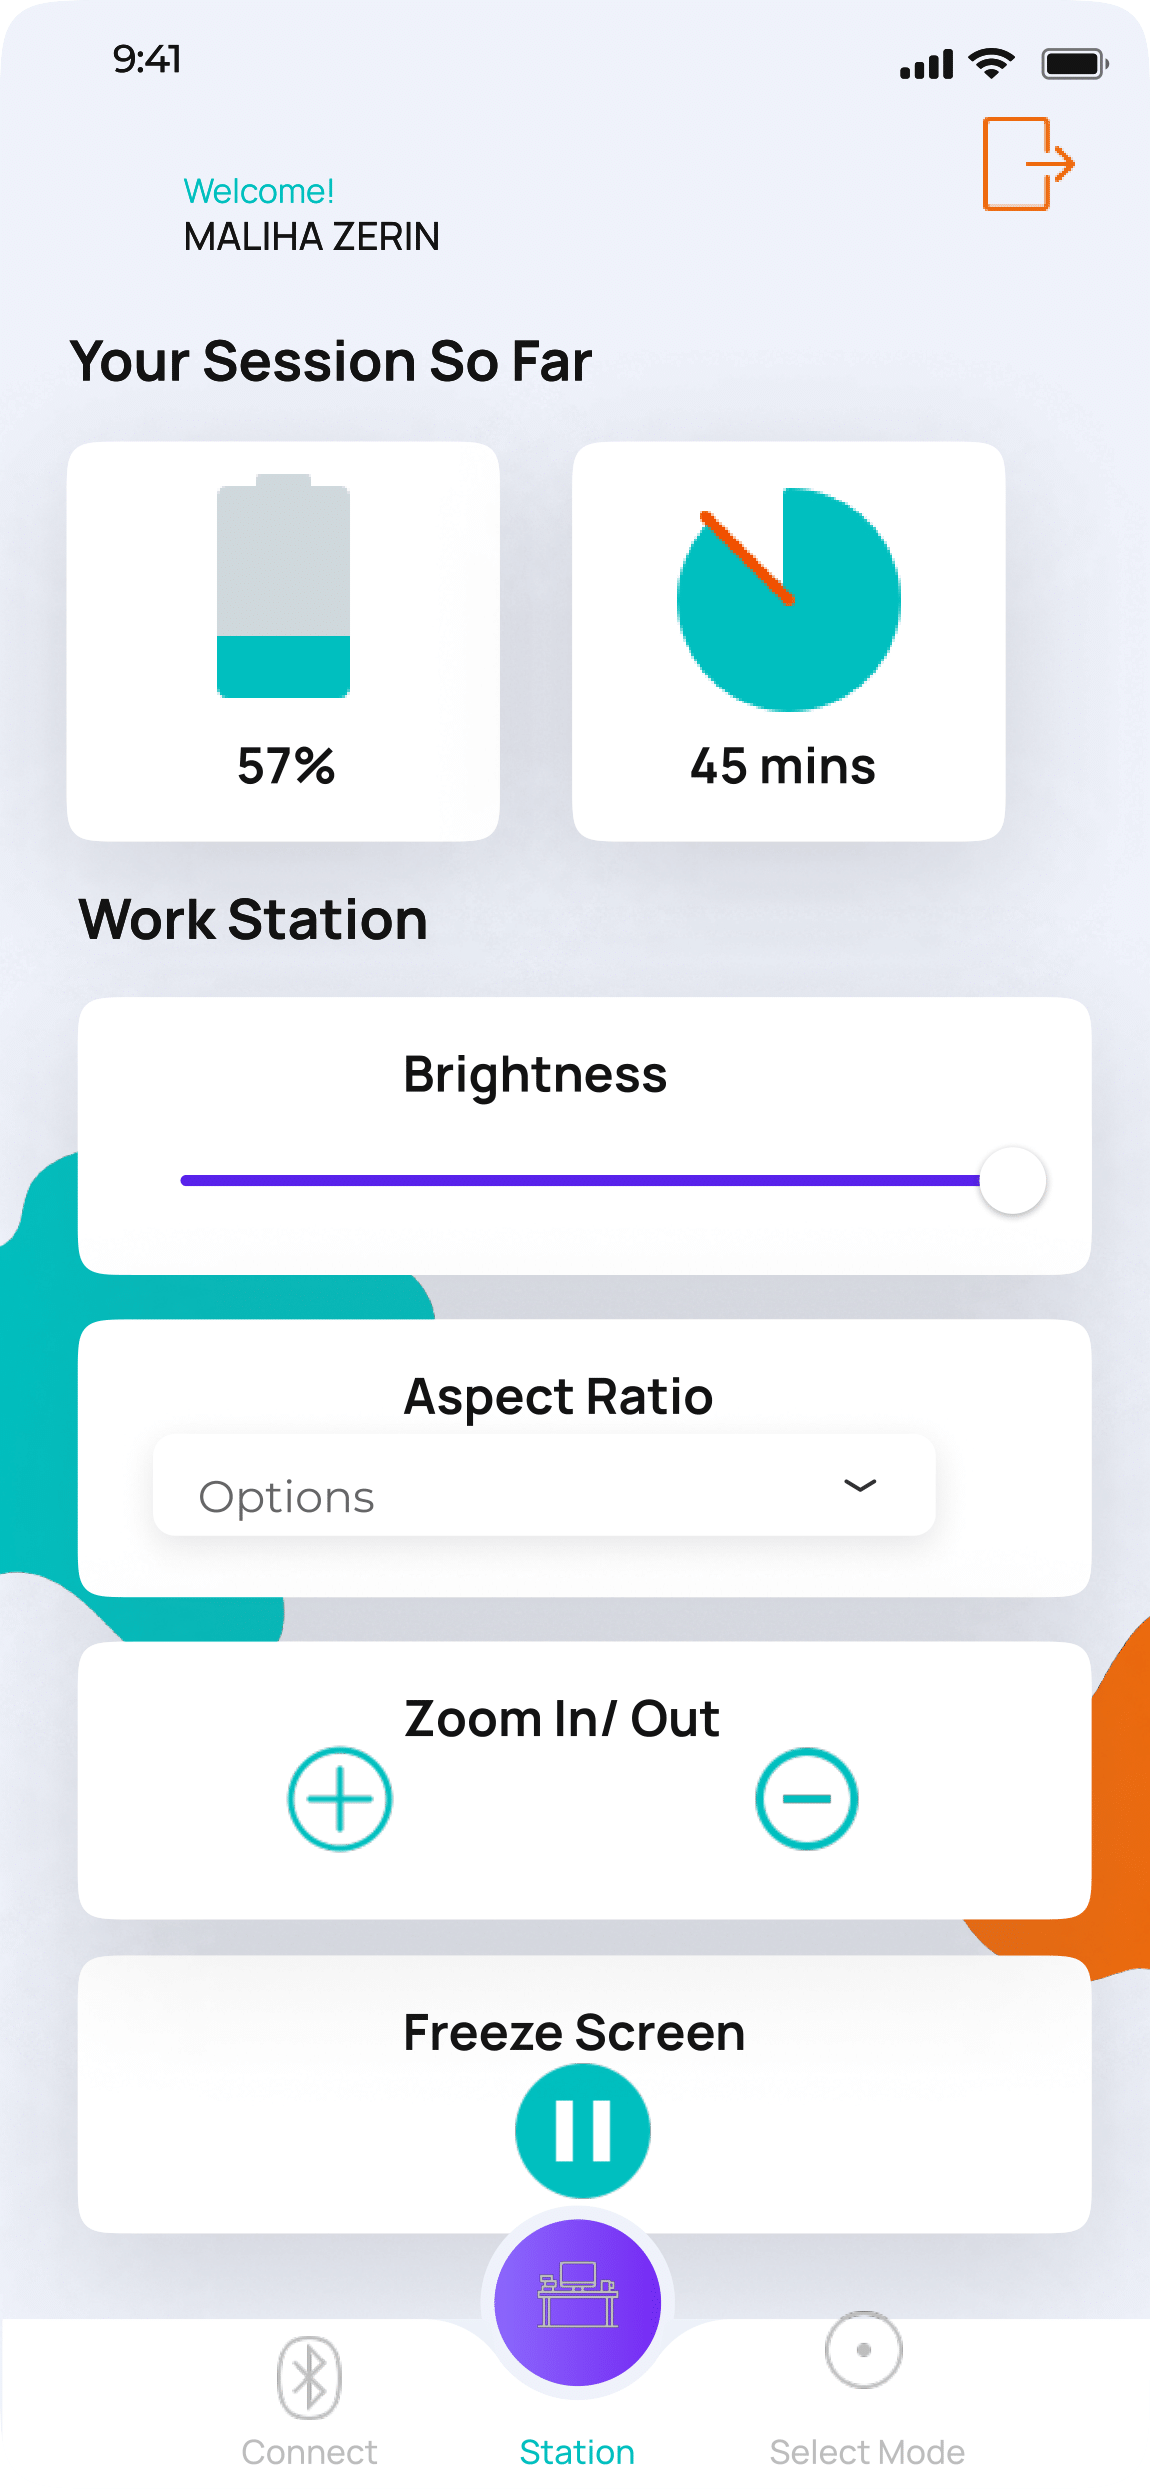 9:41
Welcome!
MALIHA ZERIN
Your Session So Far
57%
45 mins
Work Station
Brightness
Aspect Ratio
Options
Zoom In/ Out
Freeze Screen
Connect
Station
Select Mode